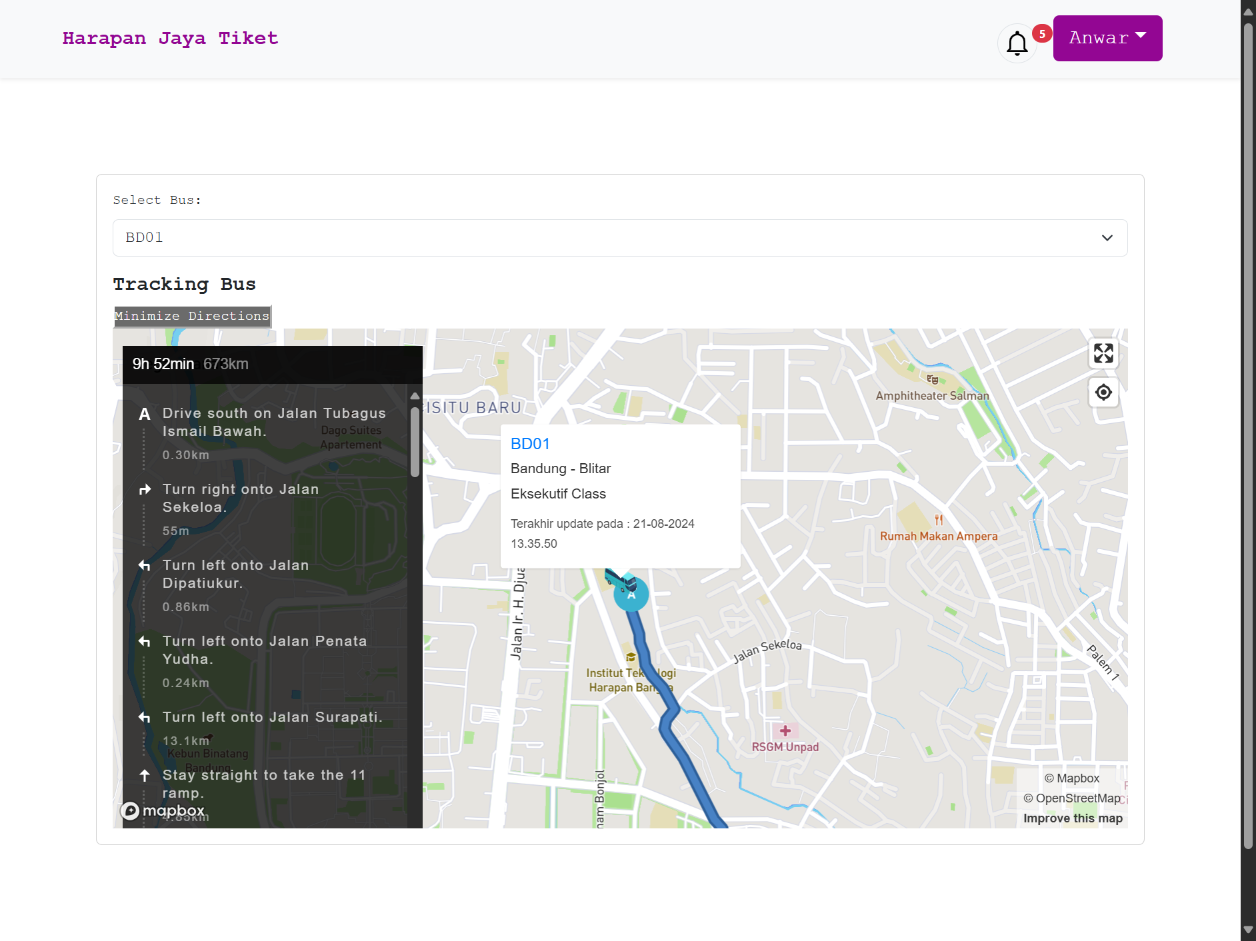 Harapan Jaya Tiket
5
Anwar
Select Bus:
BD01
Tracking Bus
Minimize Directions
9h 52min 673km
A Drive south on Jalan Tubagus
Ismail Bawah.
0.30km
Turn right onto Jalan
Sekeloa.
55m
Turn left onto Jalan
Dipatiukur.
0.86km
Turn left onto Jalan Penata
Yudha.
0.24km
Turn left onto Jalan Surapati.
13.1km
Stay straight to take the 11
ramp.
4.85km
Dago Suites
Apartement
Kebun Binatang
Bandung
mapbox
ISITU BARU
BD01
Bandung - Blitar
Eksekutif Class
Terakhir update pada : 21-08-2024
13.35.50
A
Jalan Ir. H. Djua
Institut Teknologi
Harapan Bangsa
nam Bonjol
Jalan Sekeloa
RSGM Unpad
Amphitheater Salman
Rumah Makan Ampera
Palem 1
© Mapbox
© OpenStreetMap
Improve this map